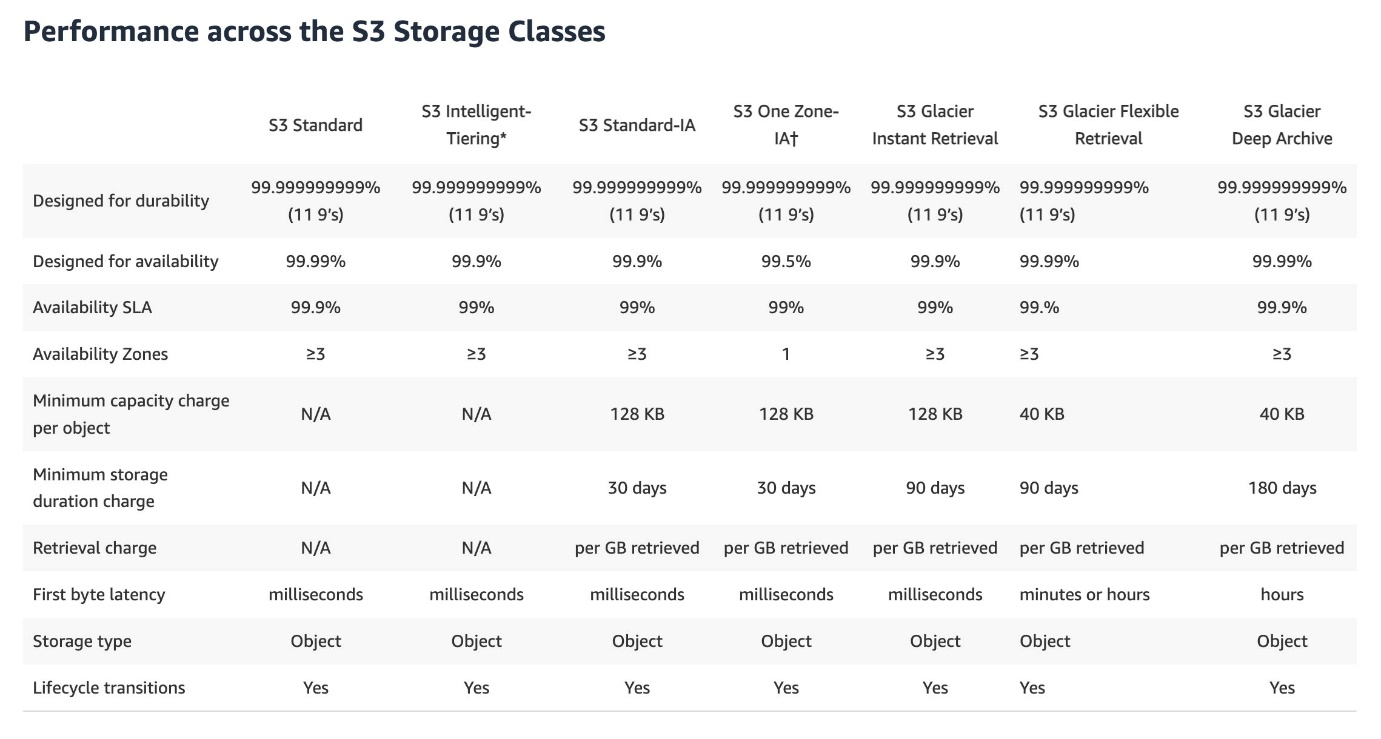 Performance across the S3 Storage Classes
S3 Standard S3 Intelligent- S3 Standard-IA S3 One Zone- S3 Glacier S3 Glacier Flexible S3 Glacier
Tiering* IA† Instant Retrieval Retrieval Deep Archive
Designed for durability 99.999999999% 99.999999999% 99.999999999% 99.999999999% 99.999999999% 99.999999999% 99.999999999%
(11 9’s) (11 9’s) (11 9’s) (11 9’s) (11 9’s) (11 9’s) (11 9’s)
Designed for availability 99.99% 99.9% 99.9% 99.5% 99.9% 99.99% 99.99%
Availability SLA 99.9% 99% 99% 99% 99% 99.% 99.9%
Availability Zones ≥3 ≥3 ≥3 1 ≥3 ≥3 ≥3
Minimum capacity charge
per object N/A N/A 128 KB 128 KB 128 KB 40 KB 40 KB
Minimum storage
duration charge N/A N/A 30 days 30 days 90 days 90 days 180 days
Retrieval charge N/A N/A per GB retrieved per GB retrieved per GB retrieved per GB retrieved per GB retrieved
First byte latency milliseconds milliseconds milliseconds milliseconds milliseconds minutes or hours hours
Storage type Object Object Object Object Object Object Object
Lifecycle transitions Yes Yes Yes Yes Yes Yes Yes